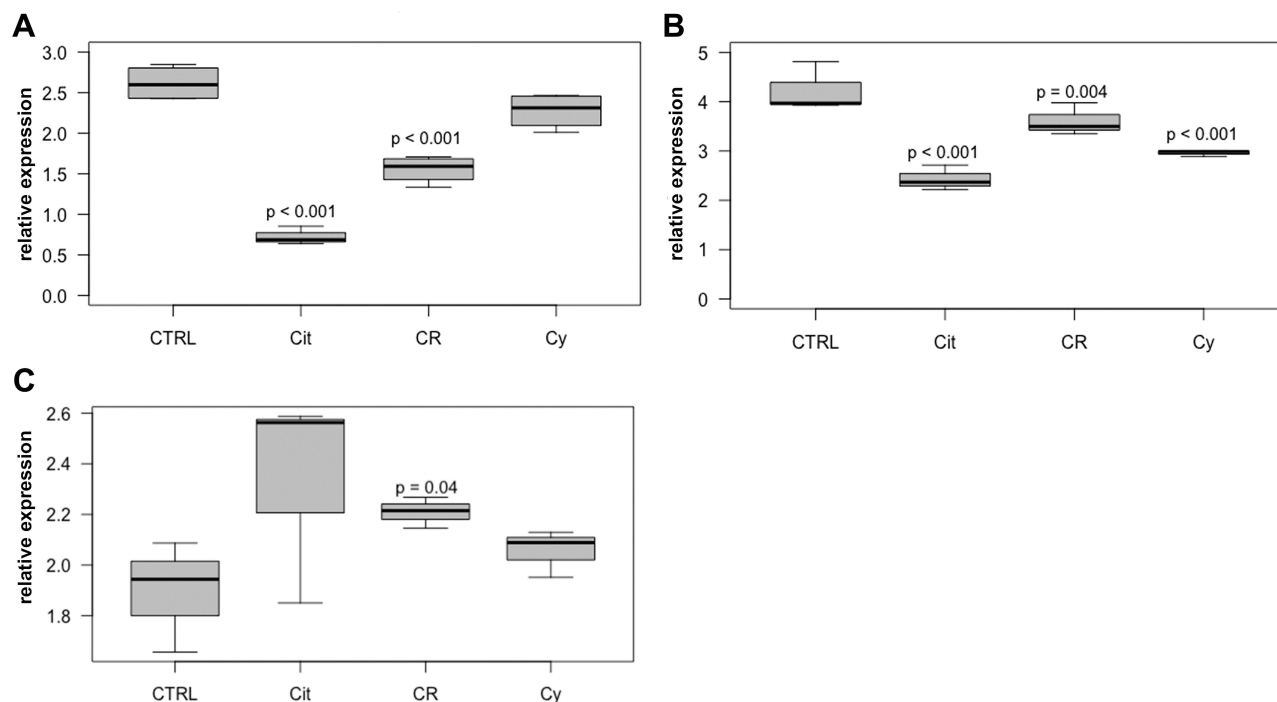 A
relative expression
3.0
2.5
2.0
1.5
1.0
0.5
0.0
p < 0.001
p < 0.001
CTRL Cit CR Cy
B
relative expression
5
4
3
2
1
0
p < 0.001
p = 0.004
p < 0.001
CTRL Cit CR Cy
C
relative expression
2.6
2.4
2.2
2.0
1.8
p = 0.04
CTRL Cit CR Cy